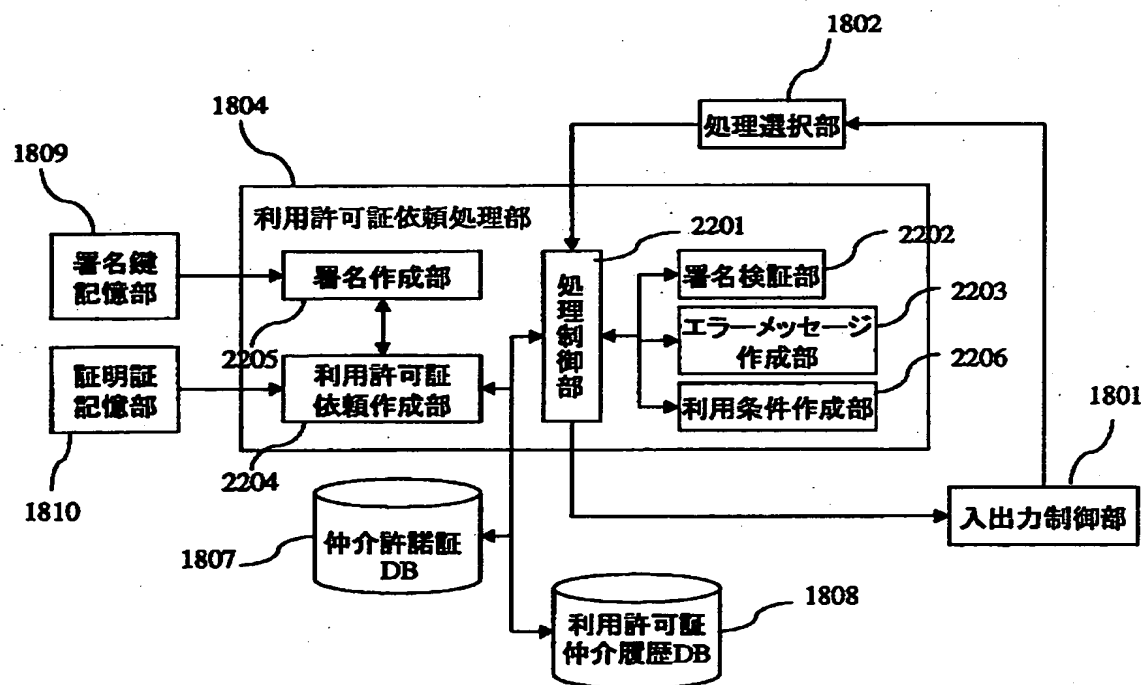 1802
処理選択部
1804
1809
利用許可証依頼処理部
2201
2202
署名鍵
記憶部
署名作成部
処理制御部
署名検証部
2203
エラーメッセージ
作成部
2205
2206
証明証
記憶部
利用許可証
依頼作成部
利用条件作成部
1801
2204
1810
入出力制御部
1807
仲介許諾証
DB
1808
利用許可証
仲介履歴DB